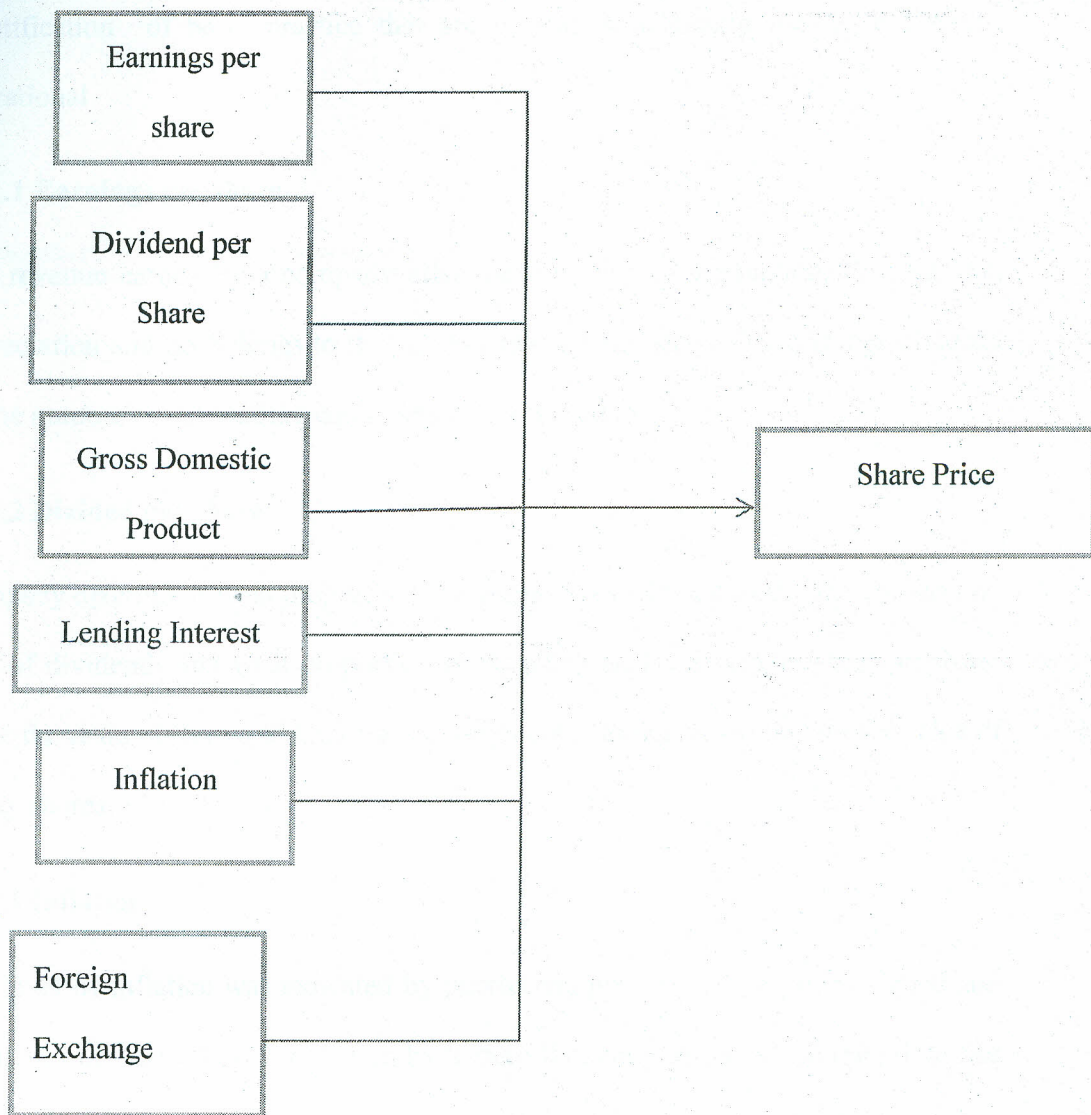 Earnings per
share
Dividend per
Share
Gross Domestic
Product
Share Price
Lending Interest
Inflation
Foreign
Exchange